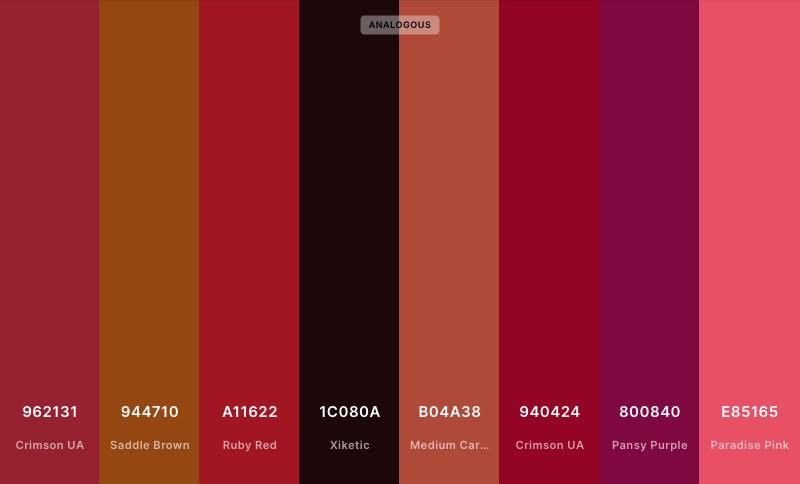 ANALOGOUS
962131 944710 A11622 1C080A B04A38 940424 800840 E85165
Crimson UA Saddle Brown Ruby Red Xiketic Medium Car... Crimson UA Pansy Purple Paradise Pink